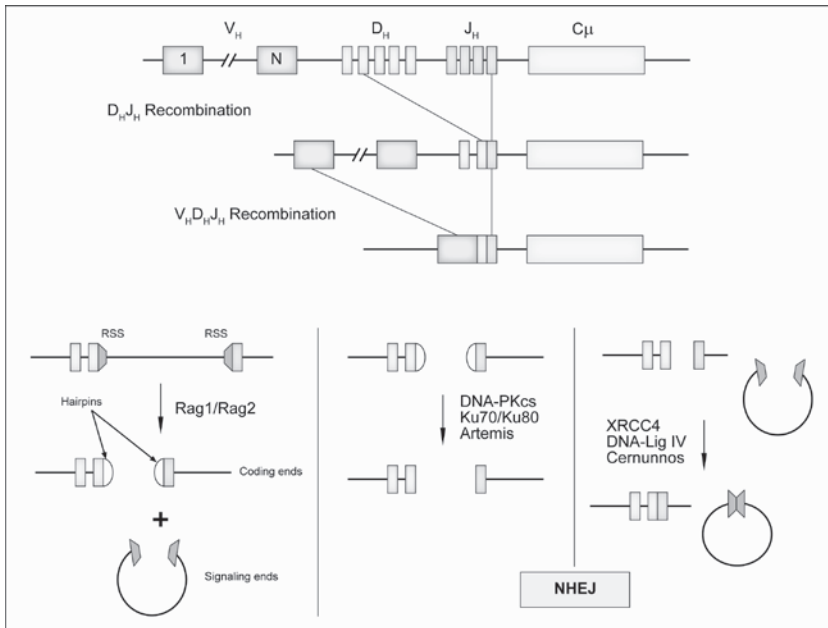 V_H D_H J_H Cμ
1 N
D_HJ_H Recombination
V_HD_HJ_H Recombination
RSS RSS
Rag1/Rag2
Hairpins
Coding ends
+
Signaling ends
DNA-PKcs
Ku70/Ku80
Artemis
XRCC4
DNA-Lig IV
Cernunnos
NHEJ